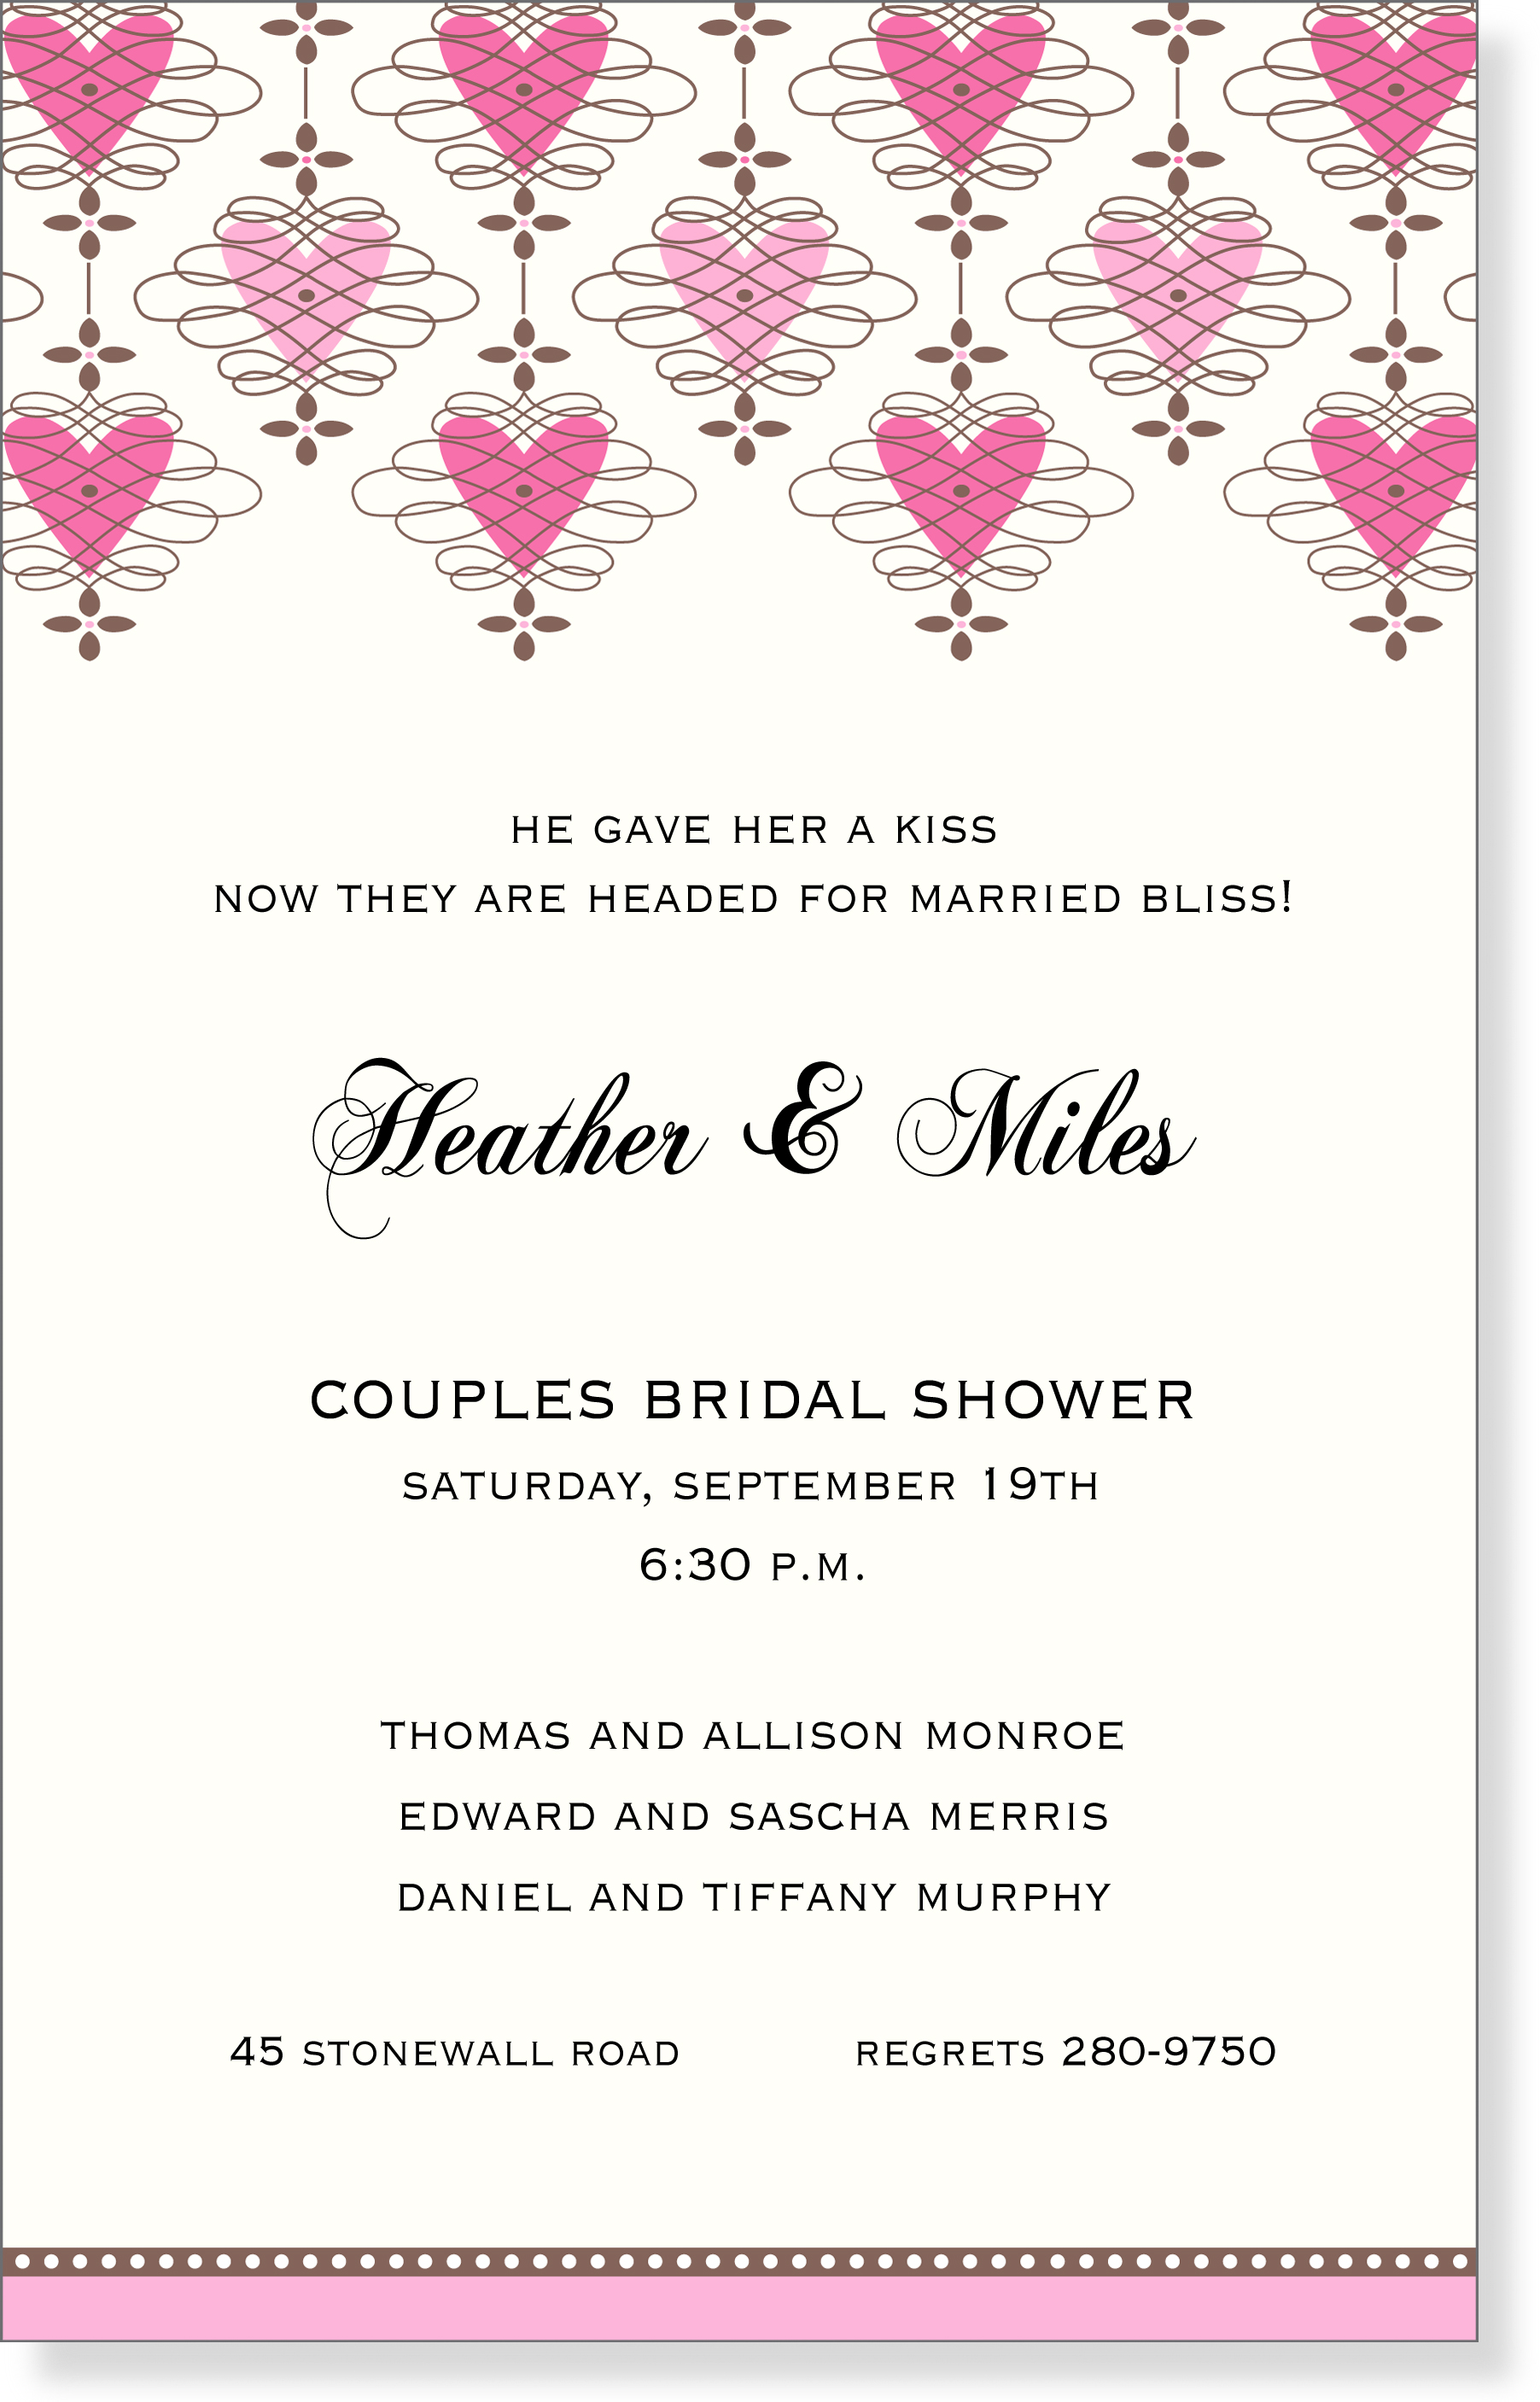 HE GAVE HER A KISS
NOW THEY ARE HEADED FOR MARRIED BLISS!
Heather & Miles
COUPLES BRIDAL SHOWER
SATURDAY, SEPTEMBER 19TH
6:30 P.M.
THOMAS AND ALLISON MONROE
EDWARD AND SASCHA MERRIS
DANIEL AND TIFFANY MURPHY
45 STONEWALL ROAD REGRETS 280-9750